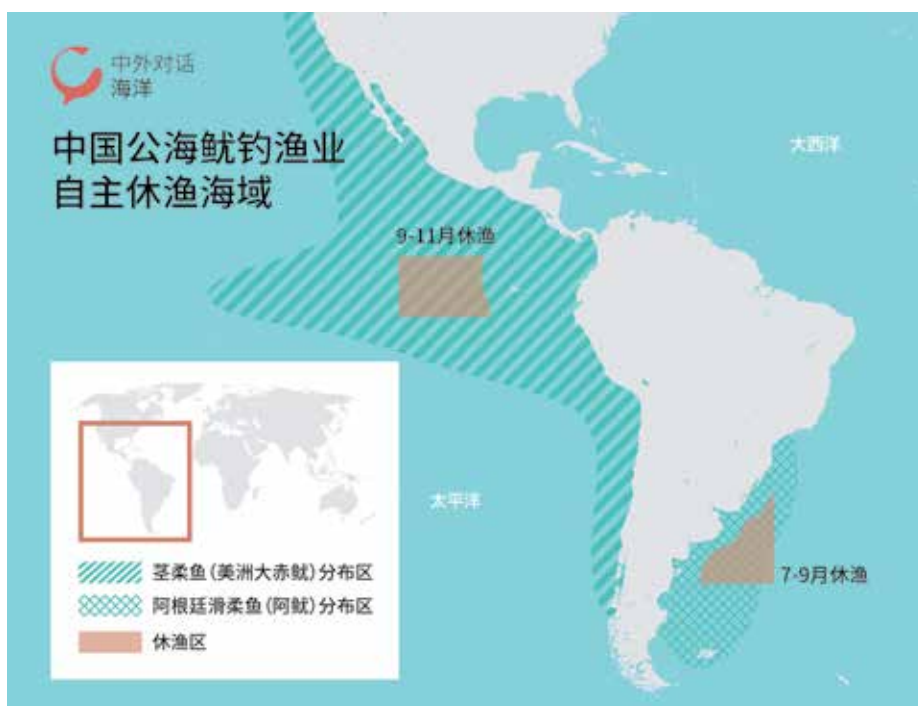 中外对话
海洋
中国公海鱿钓渔业
自主休渔海域
大西洋
9-11月休渔
太平洋
7-9月休渔
茎柔鱼(美洲大赤鱿)分布区
阿根廷滑柔鱼(阿鱿)分布区
休渔区